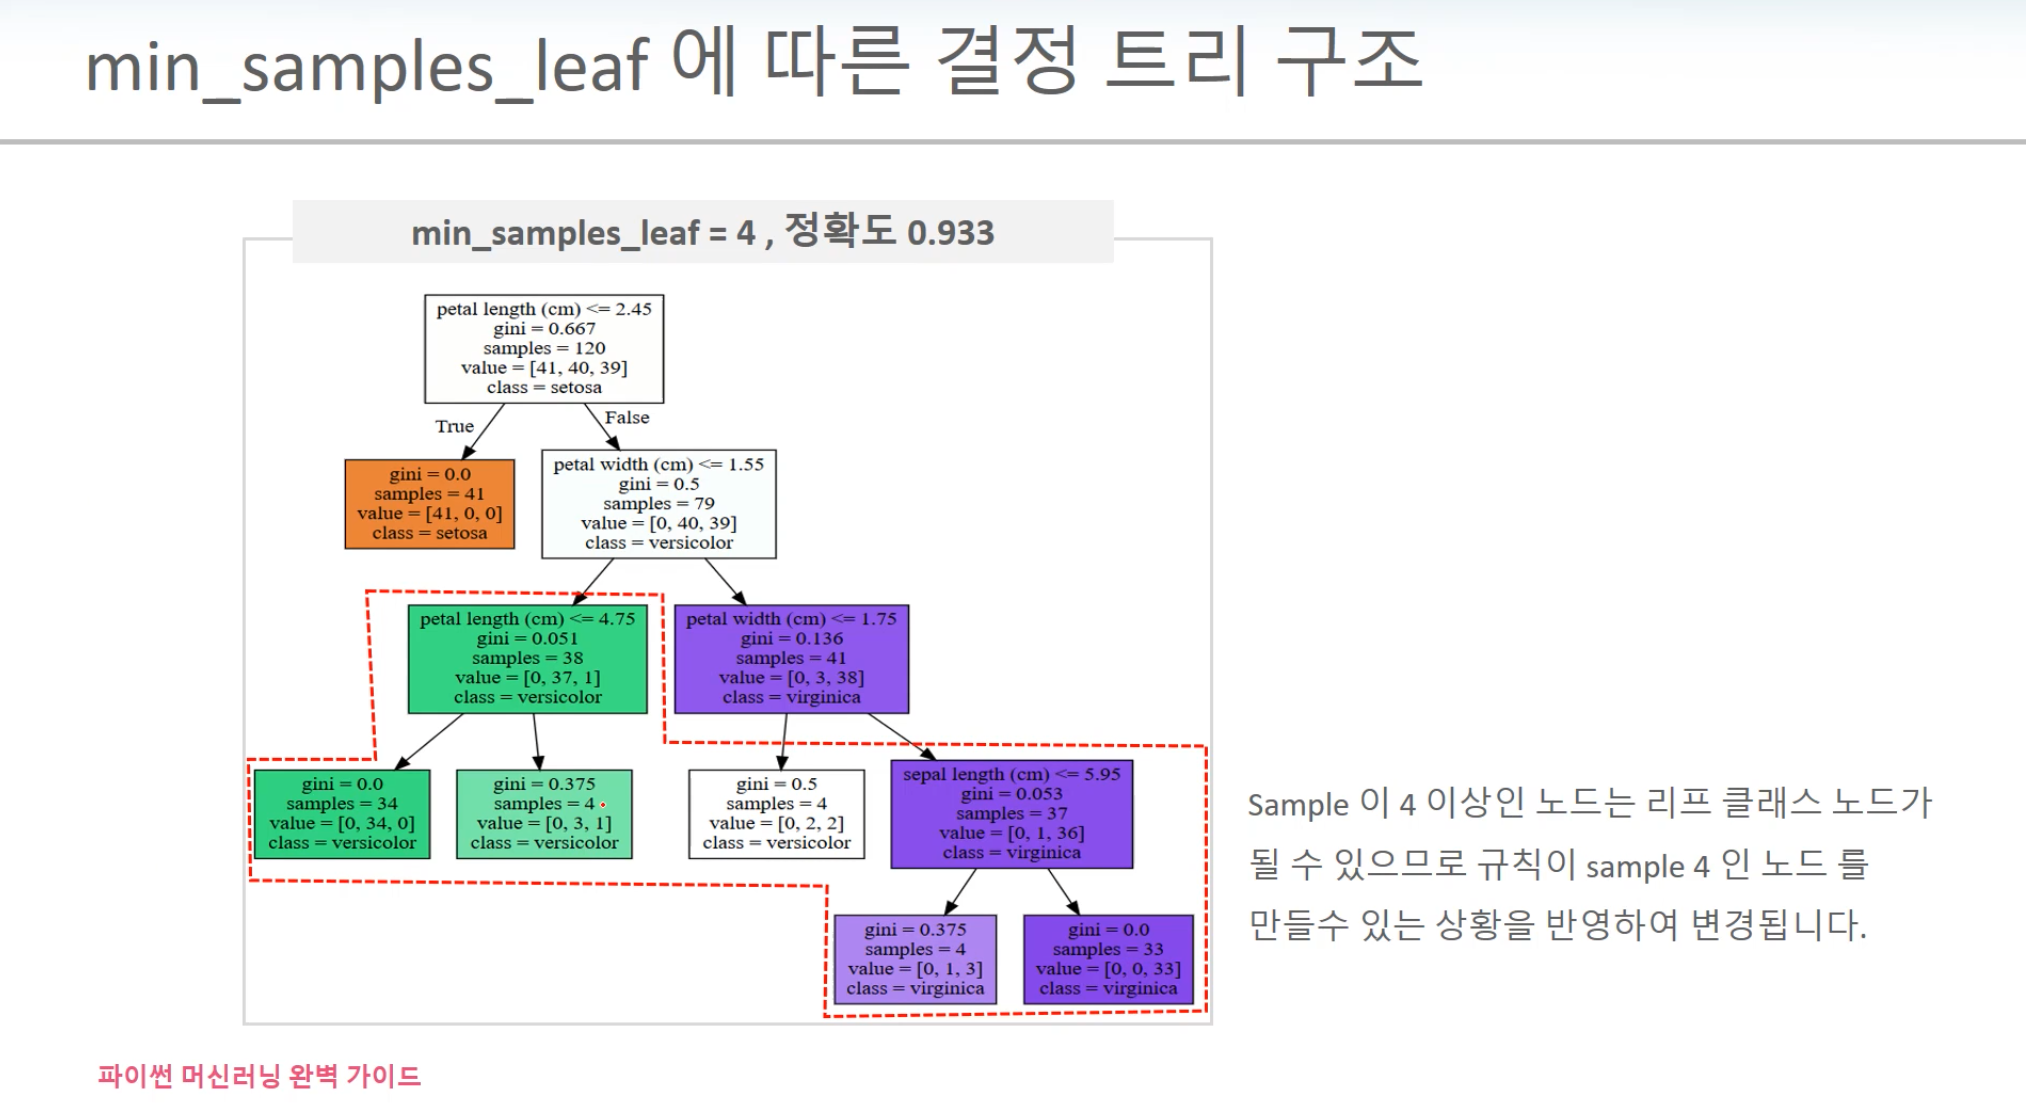 min_samples_leaf 에 따른 결정 트리 구조
min_samples_leaf = 4 , 정확도 0.933
petal length (cm) <= 2.45
gini = 0.667
samples = 120
value = [41, 40, 39]
class = setosa
True
False
gini = 0.0
samples = 41
value = [41, 0, 0]
class = setosa
petal width (cm) <= 1.55
gini = 0.5
samples = 79
value = [0, 40, 39]
class = versicolor
petal length (cm) <= 4.75
gini = 0.051
samples = 38
value = [0, 37, 1]
class = versicolor
petal width (cm) <= 1.75
gini = 0.136
samples = 41
value = [0, 3, 38]
class = virginica
gini = 0.0
samples = 34
value = [0, 34, 0]
class = versicolor
gini = 0.375
samples = 4
value = [0, 3, 1]
class = versicolor
gini = 0.5
samples = 4
value = [0, 2, 2]
class = versicolor
sepal length (cm) <= 5.95
gini = 0.053
samples = 37
value = [0, 1, 36]
class = virginica
gini = 0.375
samples = 4
value = [0, 1, 3]
class = virginica
gini = 0.0
samples = 33
value = [0, 0, 33]
class = virginica
Sample 이 4 이상인 노드는 리프 클래스 노드가
될 수 있으므로 규칙이 sample 4 인 노드 를
만들수 있는 상황을 반영하여 변경됩니다.
파이썬 머신러닝 완벽 가이드